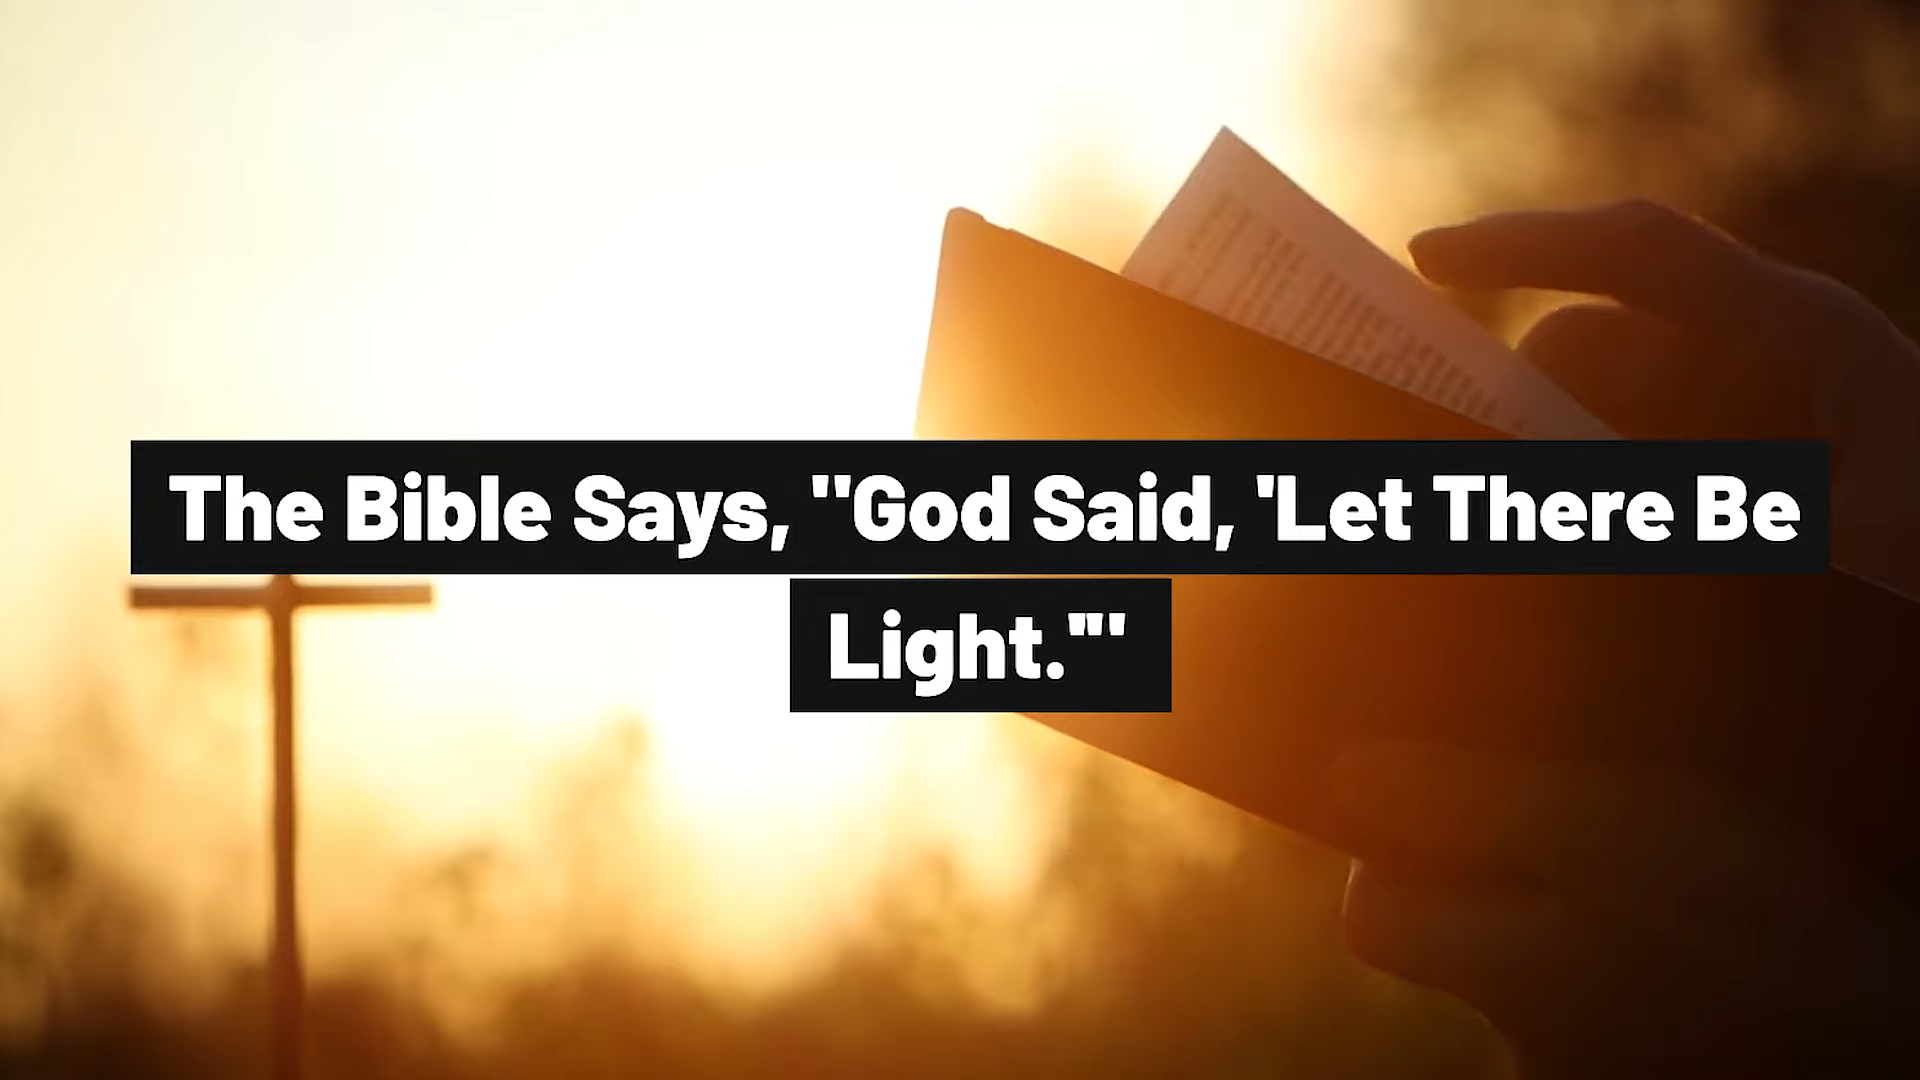 The Bible Says, "God Said, 'Let There Be
Light.'"